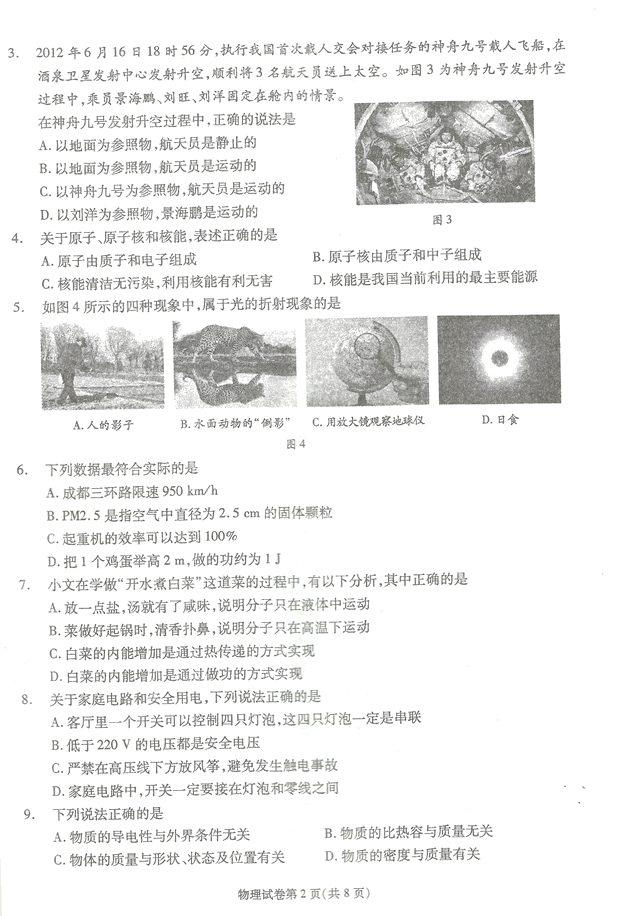 3. 2012年6月16日18时56分,执行我国首次载人交会对接任务的神舟九号载人飞船,在
酒泉卫星发射中心发射升空,顺利将3名航天员送上太空。如图3为神舟九号发射升空
过程中,乘员景海鹏、刘旺、刘洋固定在舱内的情景。
在神舟九号发射升空过程中,正确的说法是
A. 以地面为参照物,航天员是静止的
B. 以地面为参照物,航天员是运动的
C. 以神舟九号为参照物,航天员是运动的
D. 以刘洋为参照物,景海鹏是运动的
图3
4. 关于原子、原子核和核能,表述正确的是
A. 原子由质子和电子组成 B. 原子核由质子和中子组成
C. 核能清洁无污染,利用核能有利无害 D. 核能是我国当前利用的最主要能源
5. 如图4所示的四种现象中,属于光的折射现象的是
A. 人的影子 B. 水面动物的“倒影” C. 用放大镜观察地球仪 D. 日食
图4
6. 下列数据最符合实际的是
A. 成都三环路限速950 km/h
B. PM2.5是指空气中直径为2.5 cm的固体颗粒
C. 起重机的效率可以达到100%
D. 把1个鸡蛋举高2 m,做的功约为1 J
7. 小文在学做“开水煮白菜”这道菜的过程中,有以下分析,其中正确的是
A. 放一点盐,汤就有了咸味,说明分子只在液体中运动
B. 菜做好起锅时,清香扑鼻,说明分子只在高温下运动
C. 白菜的内能增加是通过热传递的方式实现
D. 白菜的内能增加是通过做功的方式实现
8. 关于家庭电路和安全用电,下列说法正确的是
A. 客厅里一个开关可以控制四只灯泡,这四只灯泡一定是串联
B. 低于220 V的电压都是安全电压
C. 严禁在高压线下方放风筝,避免发生触电事故
D. 家庭电路中,开关一定要接在灯泡和零线之间
9. 下列说法正确的是
A. 物质的导电性与外界条件无关 B. 物质的比热容与质量无关
C. 物体的质量与形状、状态及位置有关 D. 物质的密度与质量有关
物理试卷第2页(共8页)